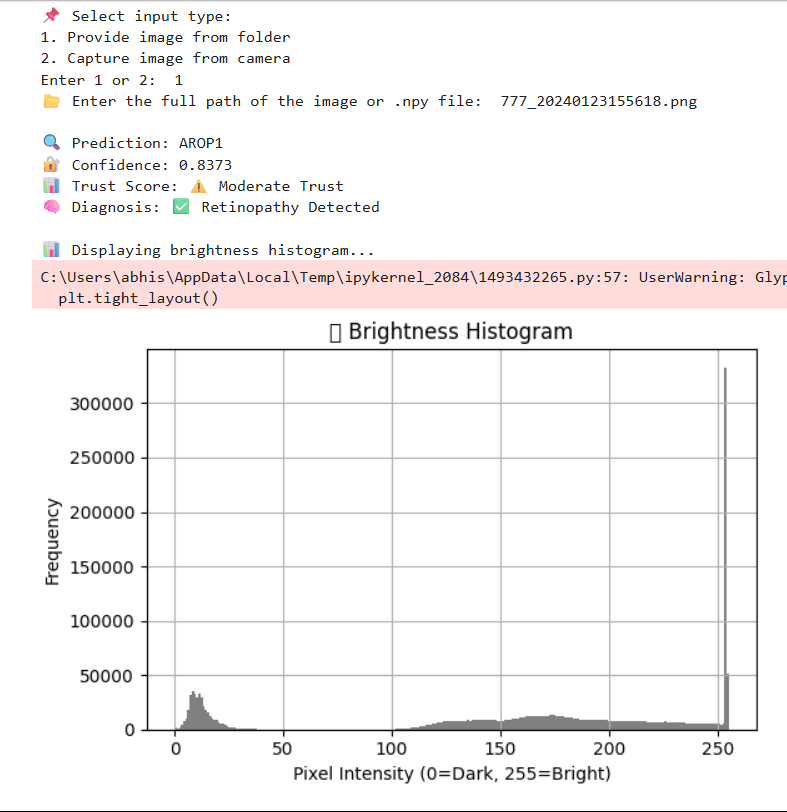 📌 Select input type:
1. Provide image from folder
2. Capture image from camera
Enter 1 or 2: 1
📂 Enter the full path of the image or .npy file: 777_20240123155618.png
🔍 Prediction: AROP1
🔐 Confidence: 0.8373
📊 Trust Score: ⚠️ Moderate Trust
🧠 Diagnosis: ✅ Retinopathy Detected
📊 Displaying brightness histogram...
C:\Users\abhis\AppData\Local\Temp\ipykernel_2084\1493432265.py:57: UserWarning: Glyp
plt.tight_layout()
▯ Brightness Histogram
300000
250000
200000
150000
100000
50000
0
Frequency
0 50 100 150 200 250
Pixel Intensity (0=Dark, 255=Bright)